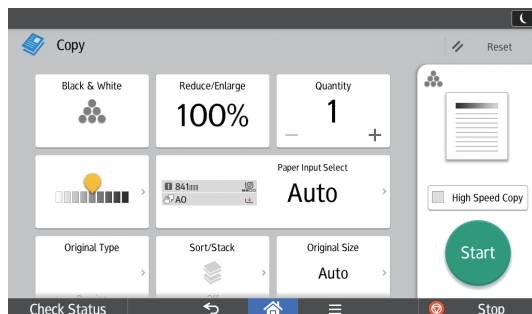 Copy
Reset
Black & White
Reduce/Enlarge
100%
Quantity
1
Paper Input Select
1 841mm
A0
Auto
High Speed Copy
Original Type
Sort/Stack
Original Size
Auto
Start
Check Status
Stop